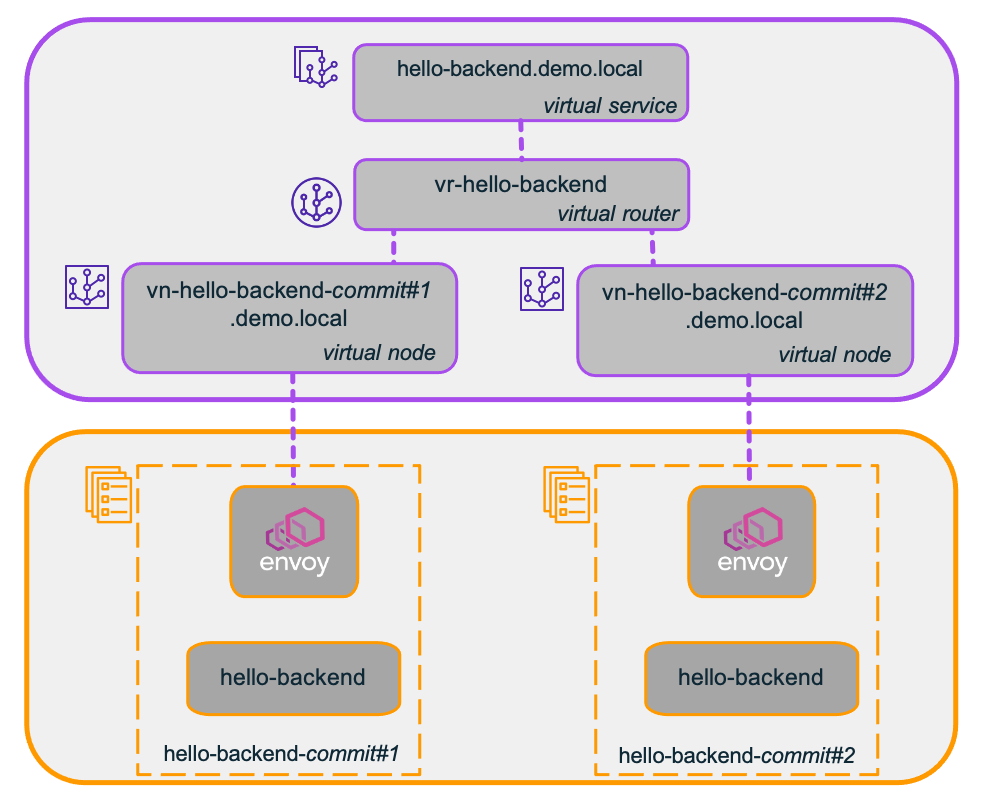 hello-backend.demo.local
virtual service
vr-hello-backend
virtual router
vn-hello-backend-commit#1
.demo.local
virtual node
vn-hello-backend-commit#2
.demo.local
virtual node
envoy
hello-backend
hello-backend-commit#1
envoy
hello-backend
hello-backend-commit#2